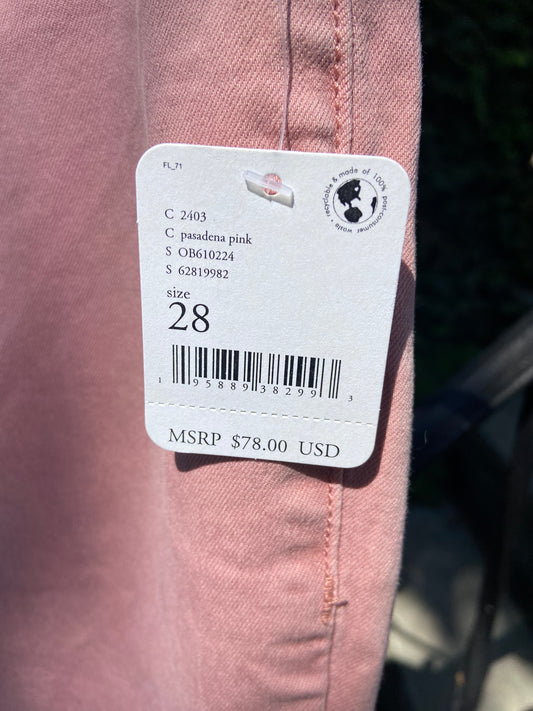 FL_71
recyclable & made of 100% post-consumer waste •
C 2403
C pasadena pink
S OB610224
S 62819982
size
28
1 95889 38299 3
MSRP $78.00 USD